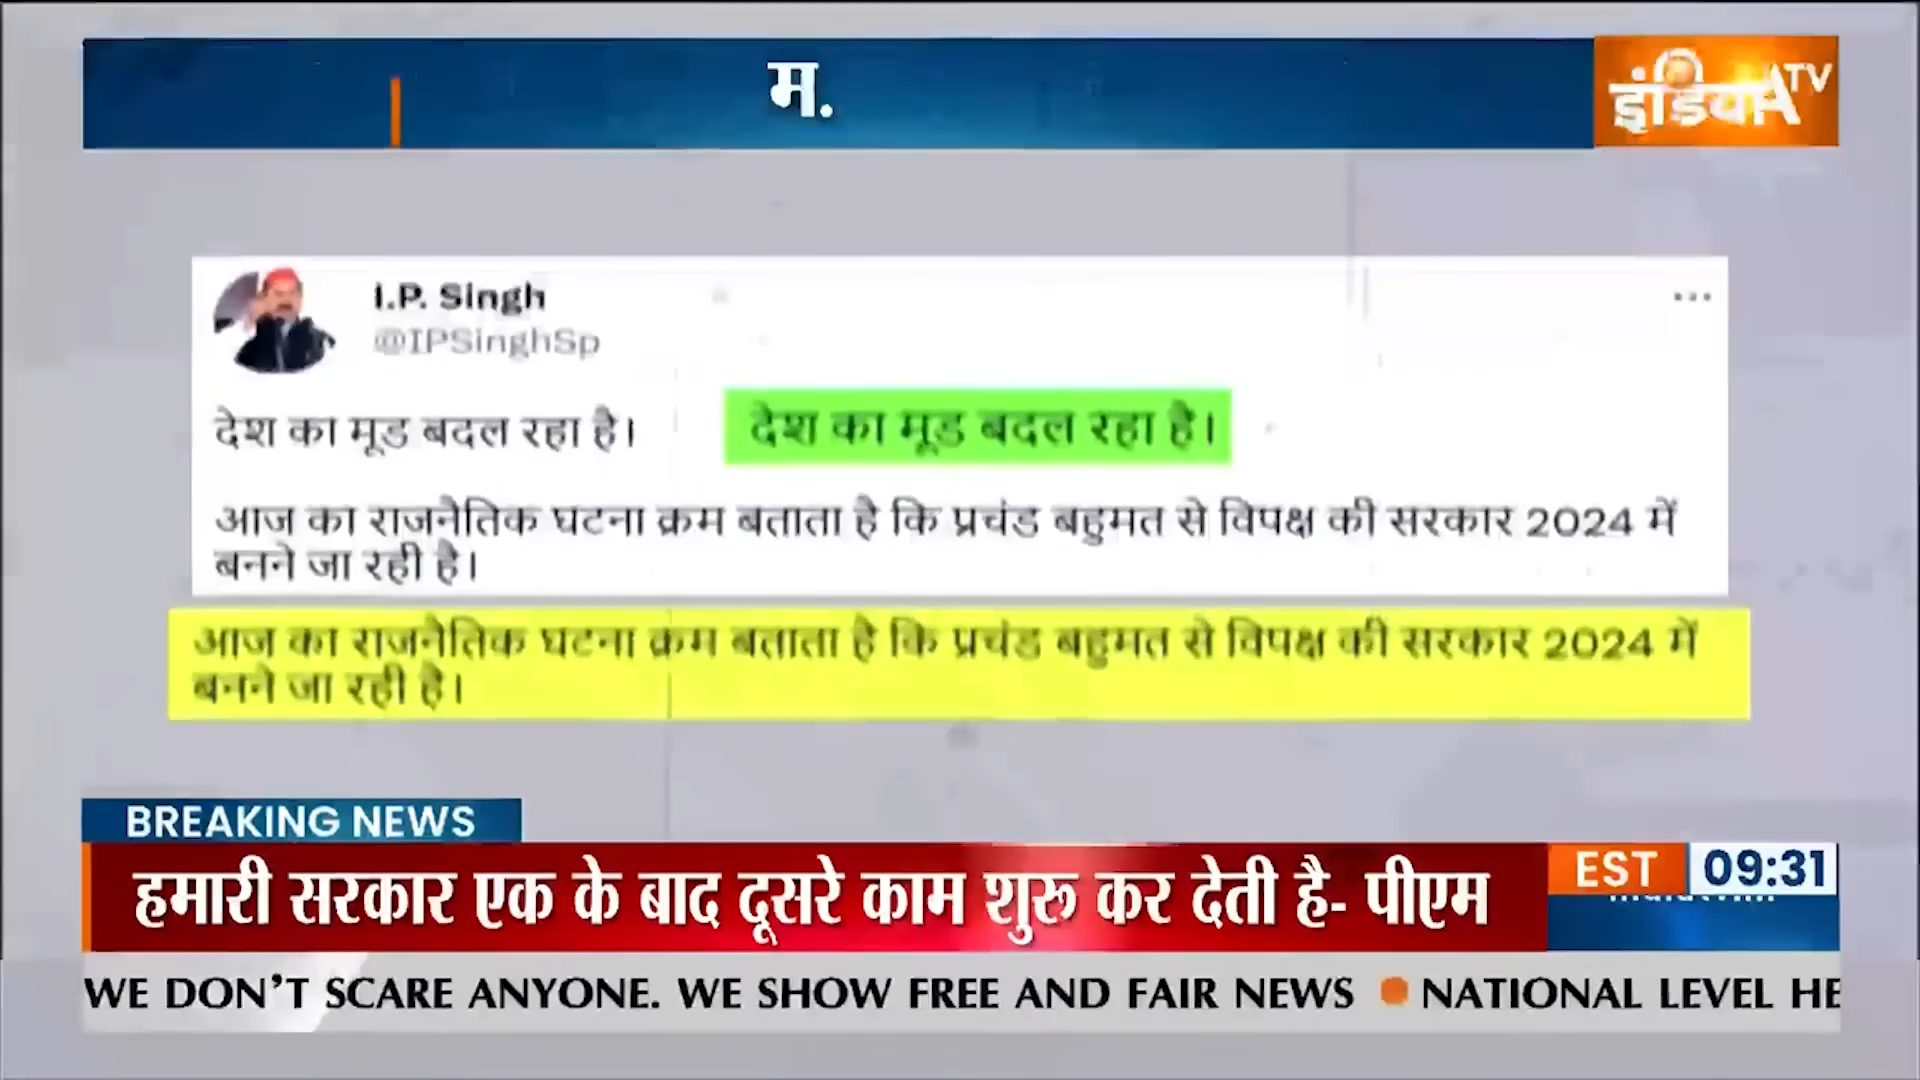 म.
इंडिया TV
I.P. Singh
@IPSinghSp
देश का मूड बदल रहा है।
देश का मूड बदल रहा है।
आज का राजनैतिक घटना क्रम बताता है कि प्रचंड बहुमत से विपक्ष की सरकार 2024 में
बनने जा रही है।
आज का राजनैतिक घटना क्रम बताता है कि प्रचंड बहुमत से विपक्ष की सरकार 2024 में
बनने जा रही है।
BREAKING NEWS
हमारी सरकार एक के बाद दूसरे काम शुरू कर देती है- पीएम
EST 09:31
WE DON'T SCARE ANYONE. WE SHOW FREE AND FAIR NEWS ● NATIONAL LEVEL HE